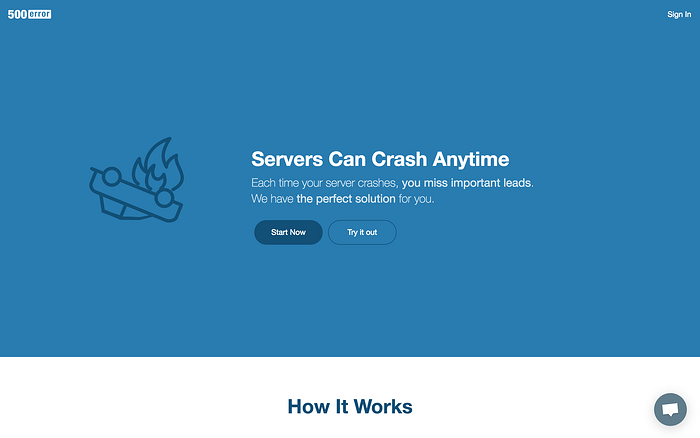 500 error
Sign In
Servers Can Crash Anytime
Each time your server crashes, you miss important leads.
We have the perfect solution for you.
Start Now
Try it out
How It Works